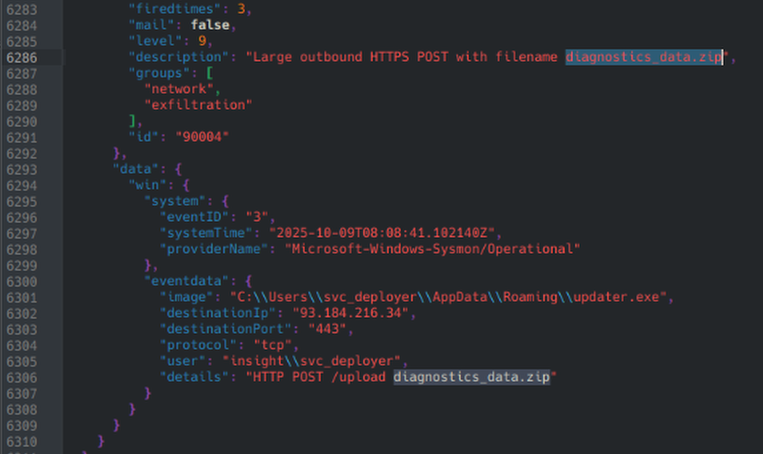 6283 "firedtimes": 3,
6284 "mail": false,
6285 "level": 9,
6286 "description": "Large outbound HTTPS POST with filename diagnostics_data.zip",
6287 "groups": [
6288 "network",
6289 "exfiltration"
6290 ],
6291 "id": "90004"
6292 },
6293 "data": {
6294 "win": {
6295 "system": {
6296 "eventID": "3",
6297 "systemTime": "2025-10-09T08:08:41.102140Z",
6298 "providerName": "Microsoft-Windows-Sysmon/Operational"
6299 },
6300 "eventdata": {
6301 "image": "C:\\Users\\svc_deployer\\AppData\\Roaming\\updater.exe",
6302 "destinationIp": "93.184.216.34",
6303 "destinationPort": "443",
6304 "protocol": "tcp",
6305 "user": "insight\\svc_deployer",
6306 "details": "HTTP POST /upload diagnostics_data.zip"
6307 }
6308 }
6309 }
6310 }